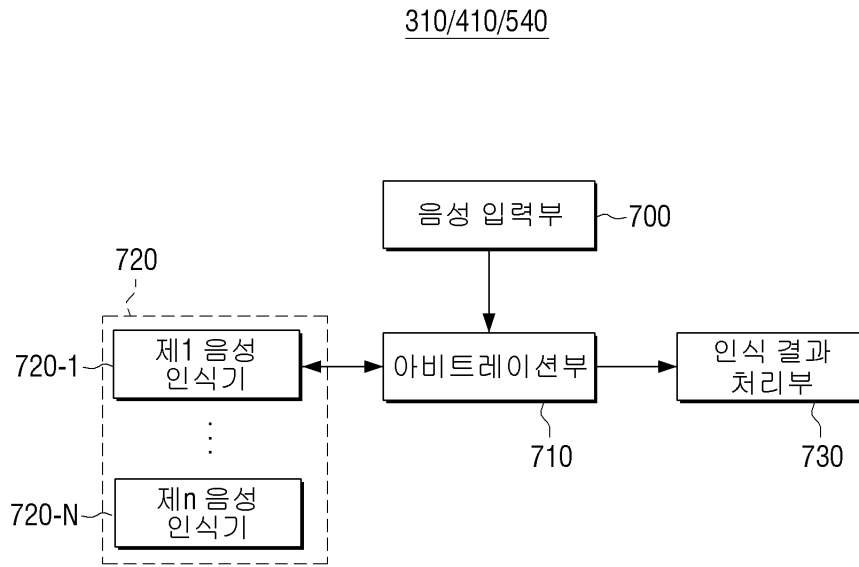 310/410/540
음성 입력부
700
720
720-1
제1 음성
인식기
아비트레이션부
710
인식 결과
처리부
730
720-N
제n 음성
인식기